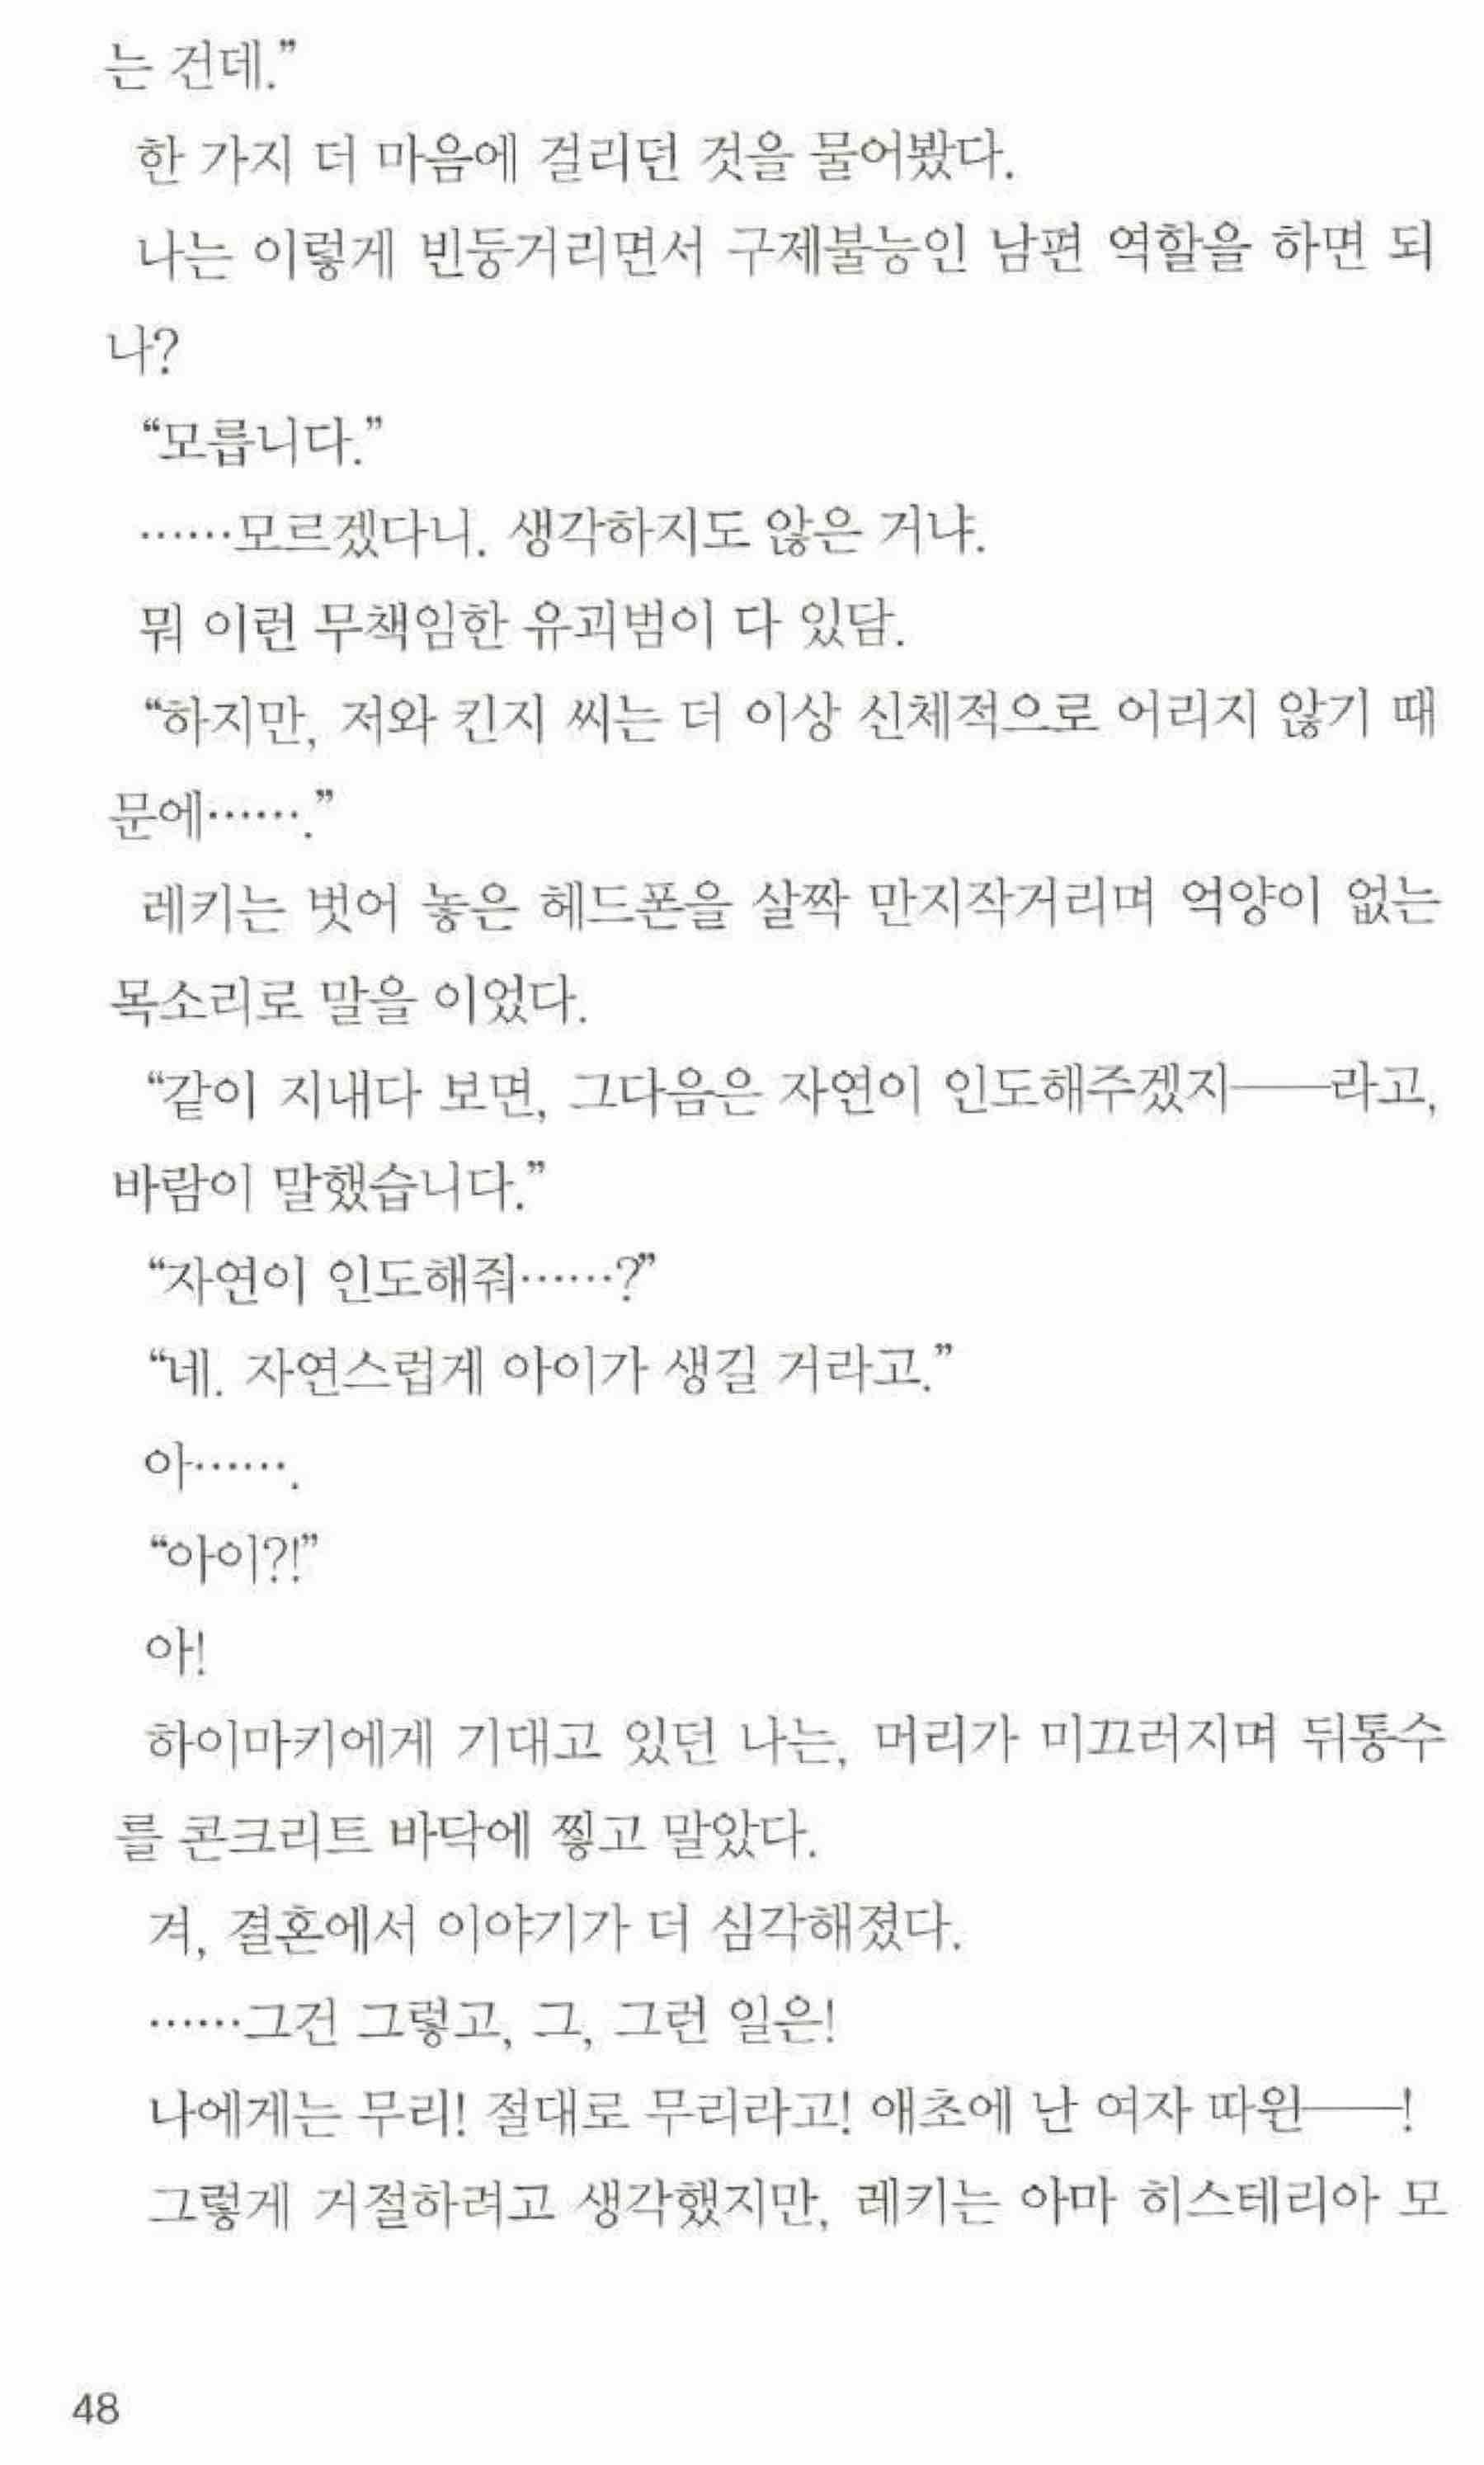 는 건데.”
한 가지 더 마음에 걸리던 것을 물어봤다.
나는 이렇게 빈둥거리면서 구제불능인 남편 역할을 하면 되
나?
“모릅니다.”
……모르겠다니. 생각하지도 않은 거냐.
뭐 이런 무책임한 유괴범이 다 있담.
“하지만, 저와 킨지 씨는 더 이상 신체적으로 어리지 않기 때
문에…….”
레키는 벗어 놓은 헤드폰을 살짝 만지작거리며 억양이 없는
목소리로 말을 이었다.
“같이 지내다 보면, 그다음은 자연이 인도해주겠지――라고,
바람이 말했습니다.”
“자연이 인도해줘……?”
“네. 자연스럽게 아이가 생길 거라고.”
아…….
“아이?!”
아!
하이마키에게 기대고 있던 나는, 머리가 미끄러지며 뒤통수
를 콘크리트 바닥에 찧고 말았다.
겨, 결혼에서 이야기가 더 심각해졌다.
……그건 그렇고, 그, 그런 일은!
나에게는 무리! 절대로 무리라고! 애초에 난 여자 따윈――!
그렇게 거절하려고 생각했지만, 레키는 아마 히스테리아 모
48